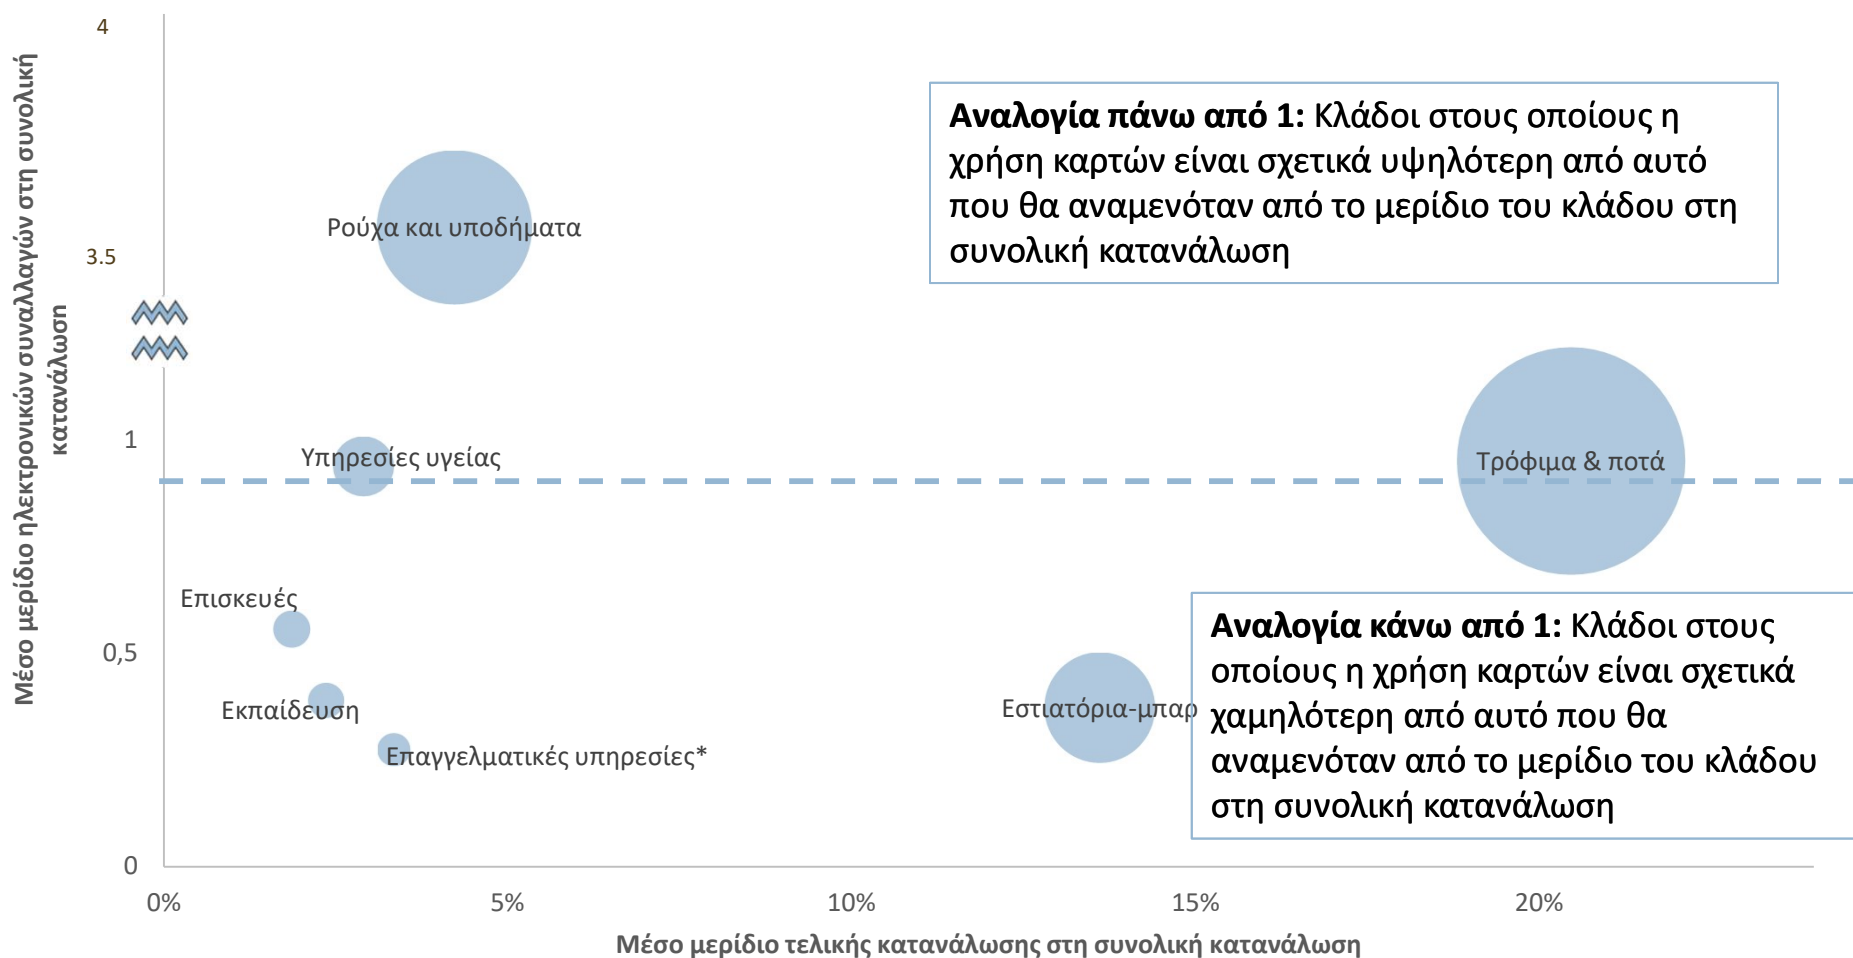 Μέσο μερίδιο ηλεκτρονικών συναλλαγών στη συνολική
κατανάλωση
4
3.5
1
0,5
0
Αναλογία πάνω από 1: Κλάδοι στους οποίους η
χρήση καρτών είναι σχετικά υψηλότερη από αυτό
που θα αναμενόταν από το μερίδιο του κλάδου στη
συνολική κατανάλωση
Ρούχα και υποδήματα
Υπηρεσίες υγείας
Τρόφιμα & ποτά
Επισκευές
Εκπαίδευση
Επαγγελματικές υπηρεσίες*
Εστιατόρια-μπαρ
Αναλογία κάνω από 1: Κλάδοι στους
οποίους η χρήση καρτών είναι σχετικά
χαμηλότερη από αυτό που θα
αναμενόταν από το μερίδιο του κλάδου
στη συνολική κατανάλωση
0% 5% 10% 15% 20%
Μέσο μερίδιο τελικής κατανάλωσης στη συνολική κατανάλωση